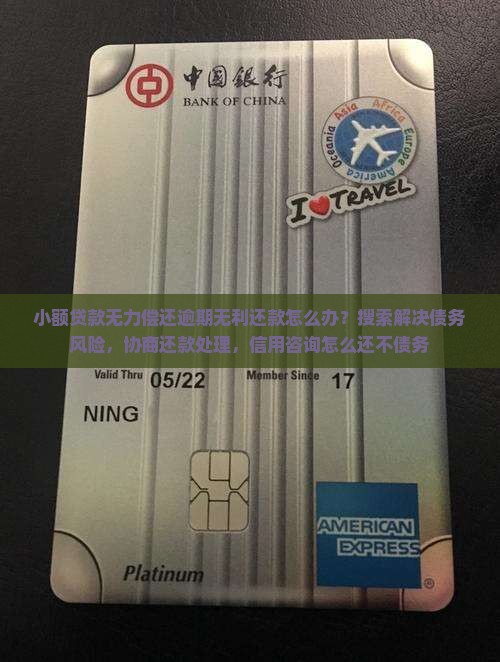 中国銀行
BANK OF CHINA
Asia Africa Europe America Oceania
I❤TRAVEL
小额贷款无力偿还逾期无利还款怎么办？搜索解决债务
风险，协商还款处理，信用咨询怎么还不债务
Valid Thru 05/22 Member Since 17
NING
AMERICAN
EXPRESS®
Platinum